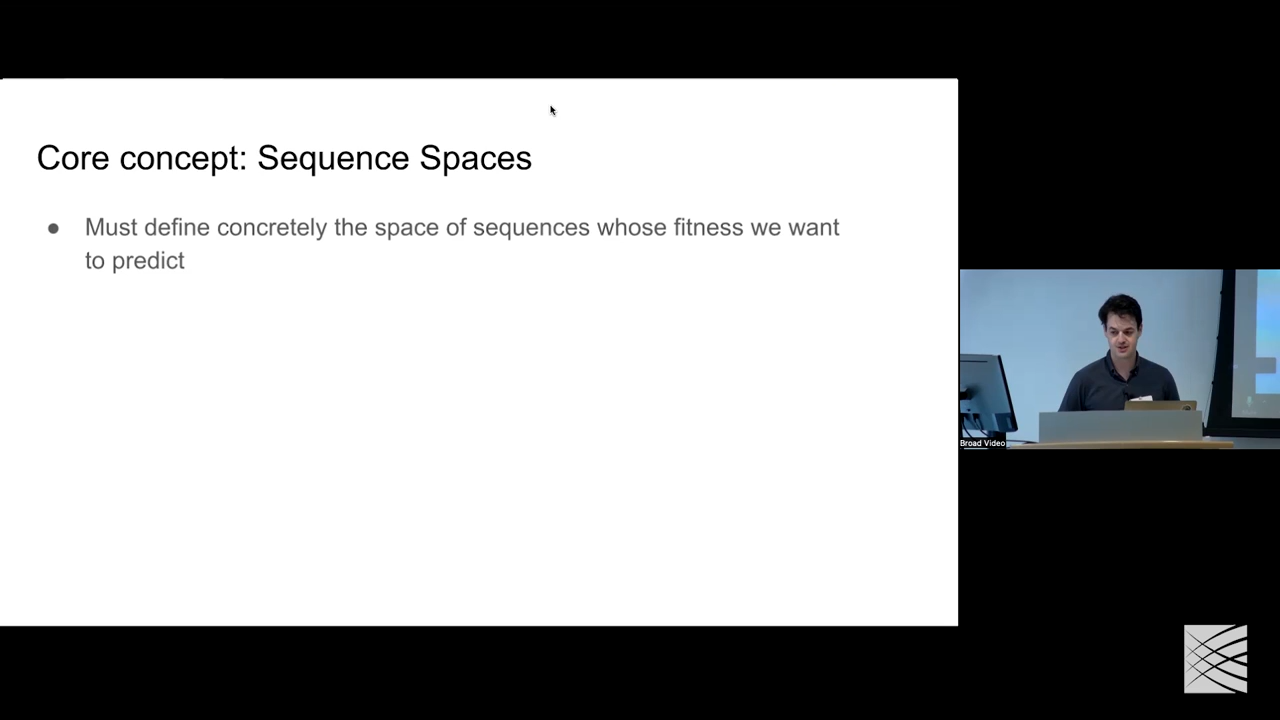 Core concept: Sequence Spaces
● Must define concretely the space of sequences whose fitness we want
to predict
Broad Video